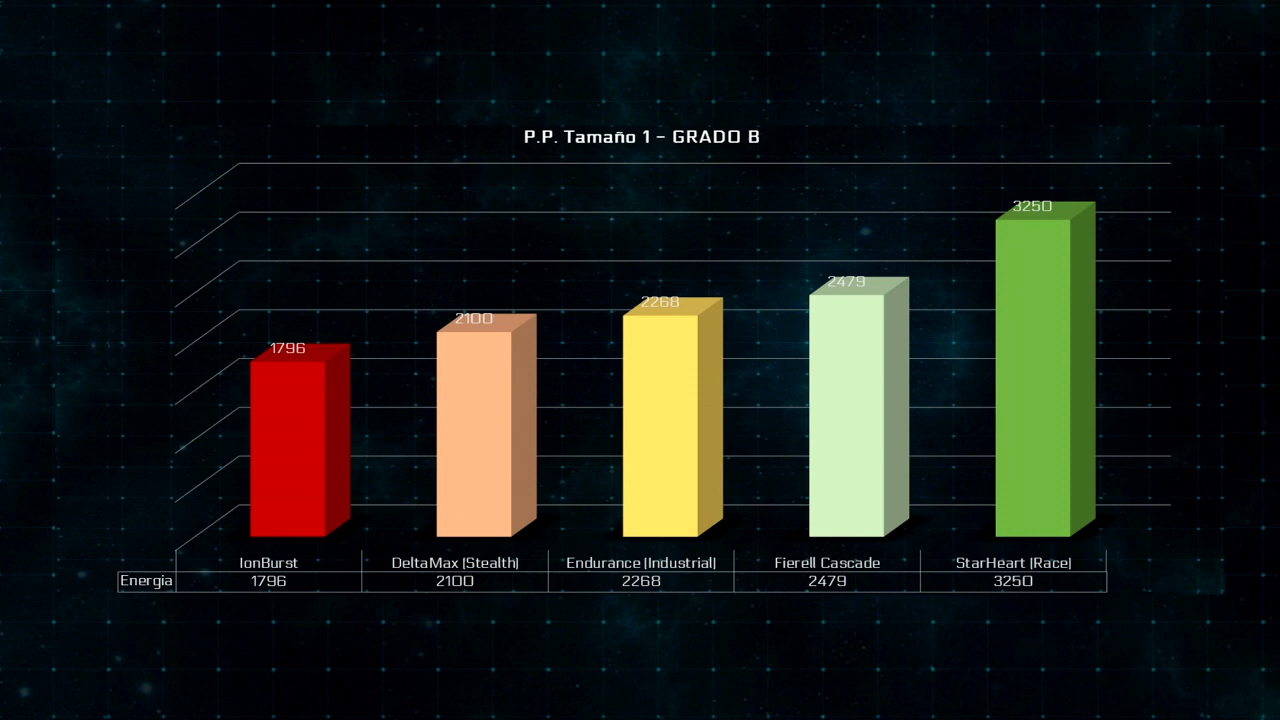 P.P. Tamaño 1 - GRADO B
3250
2479
2268
2100
1796
IonBurst DeltaMax (Stealth) Endurance (Industrial) Fierell Cascade StarHeart (Race)
Energia 1796 2100 2268 2479 3250